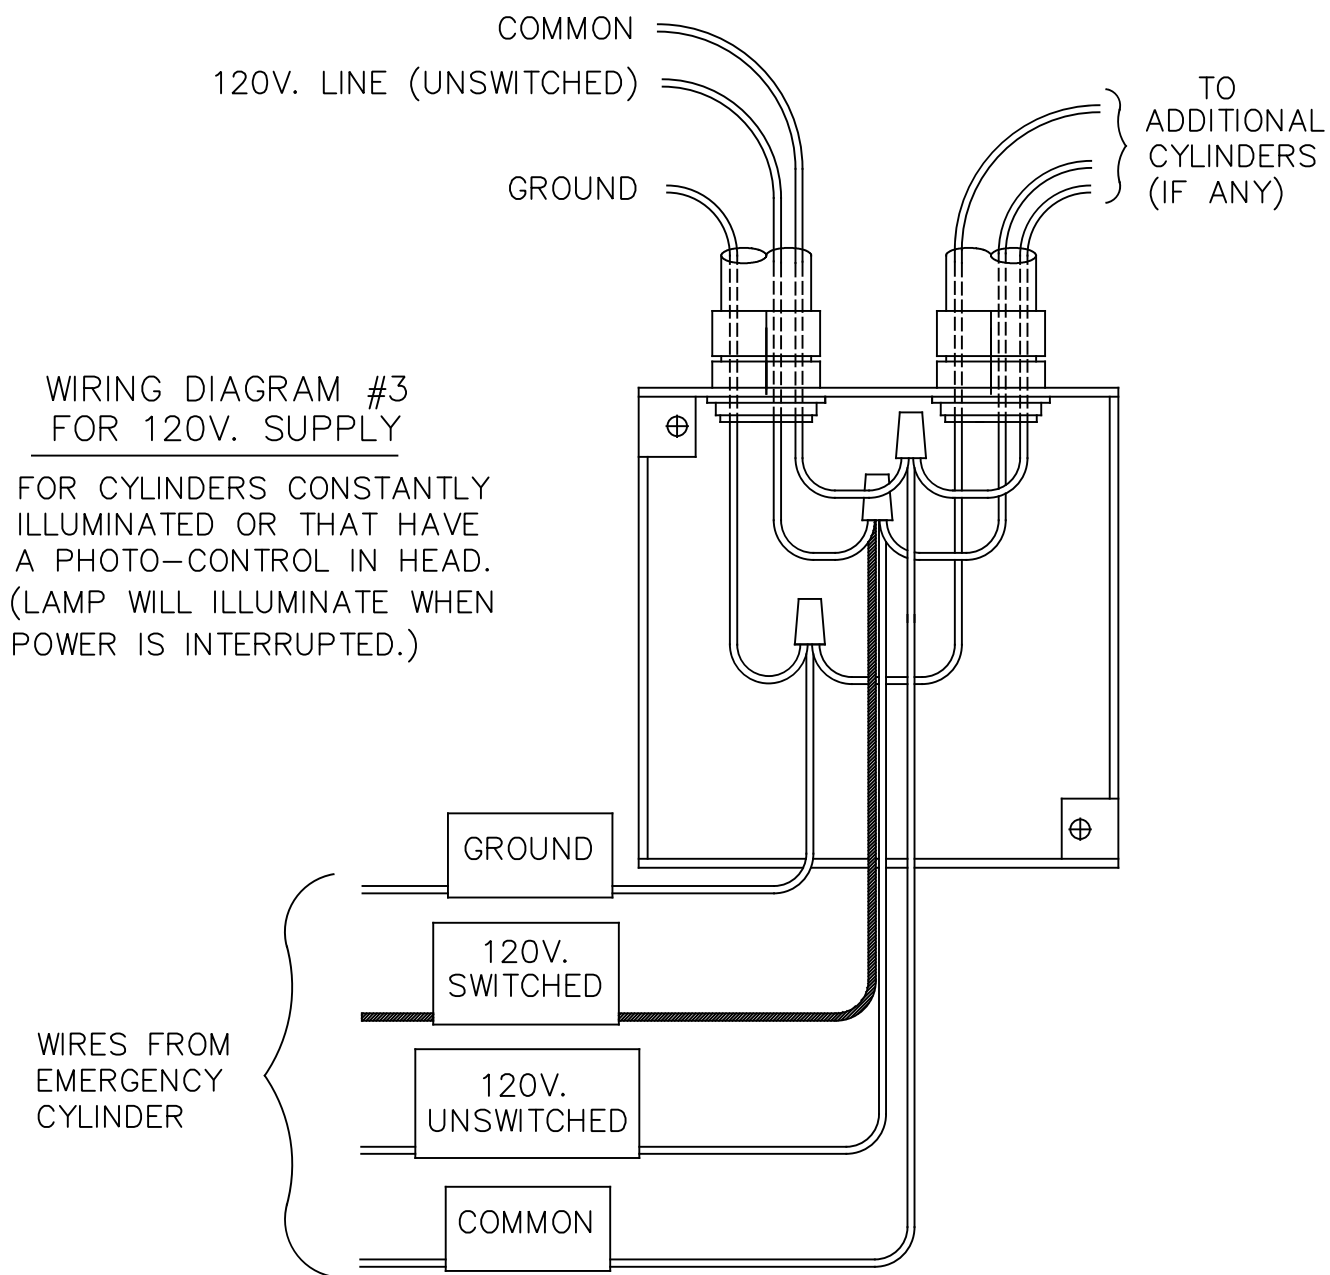 COMMON
120V. LINE (UNSWITCHED)
GROUND
TO
ADDITIONAL
CYLINDERS
(IF ANY)
WIRING DIAGRAM #3
FOR 120V. SUPPLY
FOR CYLINDERS CONSTANTLY
ILLUMINATED OR THAT HAVE
A PHOTO-CONTROL IN HEAD.
(LAMP WILL ILLUMINATE WHEN
POWER IS INTERRUPTED.)
GROUND
120V.
SWITCHED
120V.
UNSWITCHED
COMMON
WIRES FROM
EMERGENCY
CYLINDER